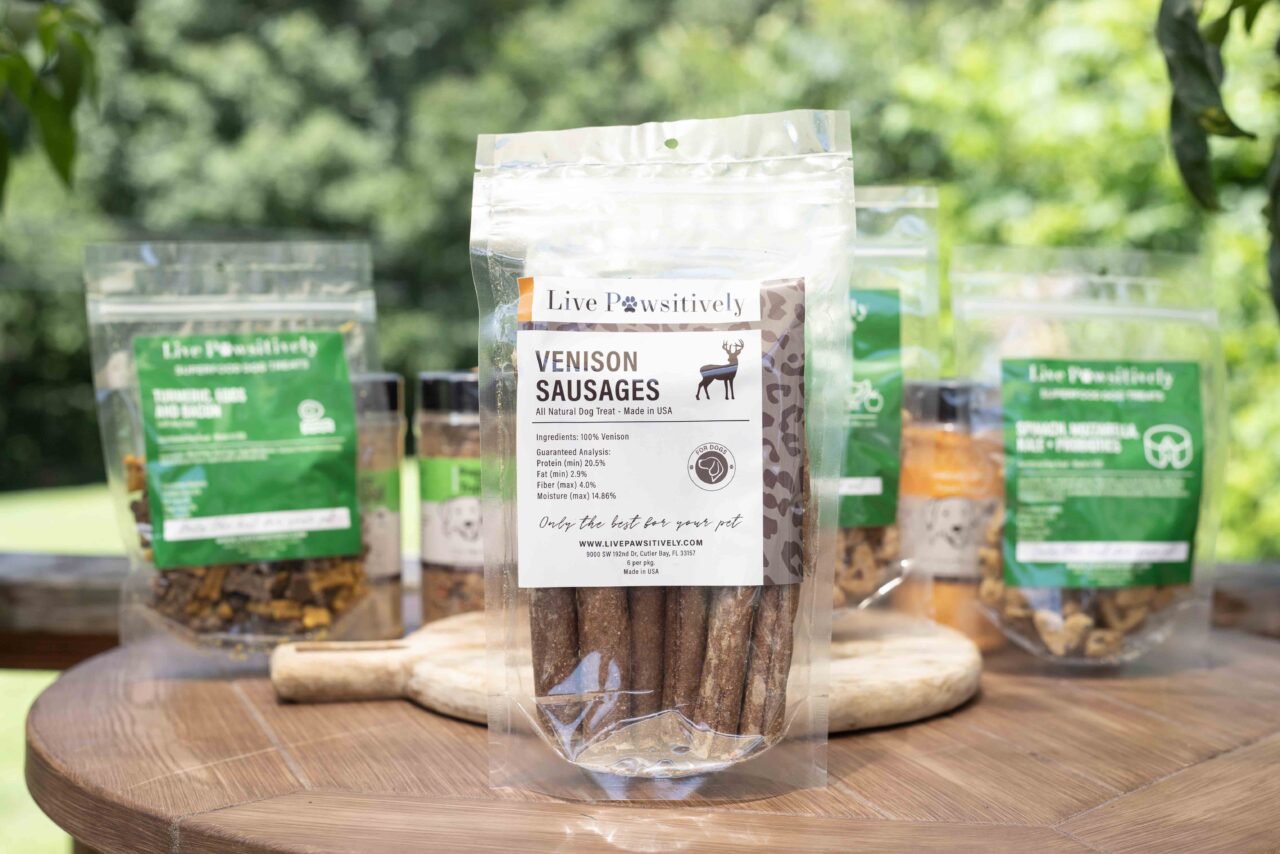 Live Pawsitively
VENISON
SAUSAGES
All Natural Dog Treat - Made in USA
Ingredients: 100% Venison
Guaranteed Analysis:
Protein (min) 20.5%
Fat (min) 2.9%
Fiber (max) 4.0%
Moisture (max) 14.86%
FOR DOGS
Only the best for your pet
WWW.LIVEPAWSITIVELY.COM
9000 SW 192nd Dr, Cutler Bay, FL 33157
6 per pkg.
Made in USA
Live Pawsitively
SUPERFOOD DOG TREATS
TURMERIC, EGGS
AND BACON
Live Pawsitively
SUPERFOOD DOG TREATS
SPINACH, MOZZARELLA,
KALE + PROBIOTICS